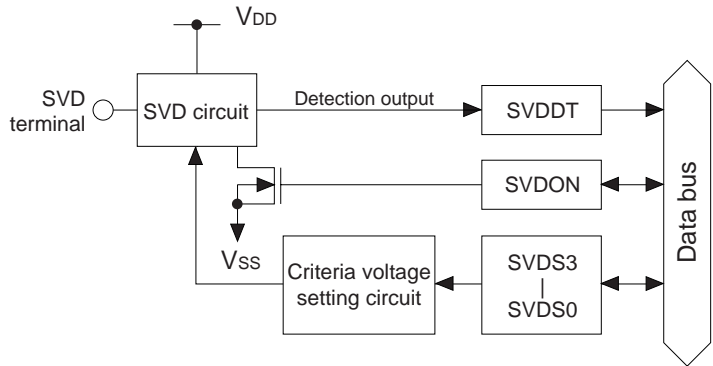 VDD
SVD
terminal
SVD circuit
Detection output
SVDDT
SVDON
VSS
Criteria voltage
setting circuit
SVDS3
|
SVDS0
Data bus